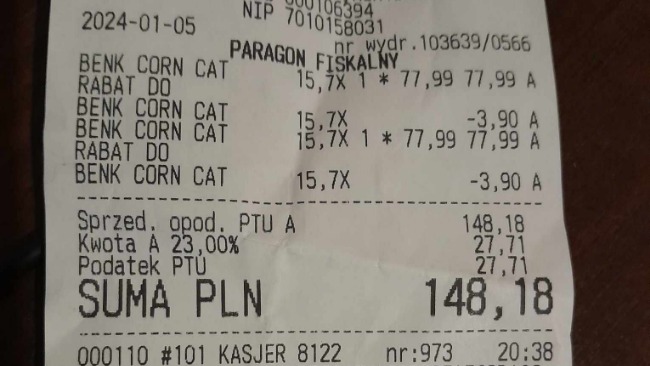 000106394
NIP 7010158031
2024-01-05
nr wydr.103639/0566
PARAGON FISKALNY
BENK CORN CAT 15,7X 1 * 77,99 77,99 A
RABAT DO
BENK CORN CAT 15,7X -3,90 A
BENK CORN CAT 15,7X 1 * 77,99 77,99 A
RABAT DO
BENK CORN CAT 15,7X -3,90 A
Sprzed. opod. PTU A 148,18
Kwota A 23,00% 27,71
Podatek PTU 27,71
SUMA PLN 148,18
000110 #101 KASJER 8122 nr:973 20:38